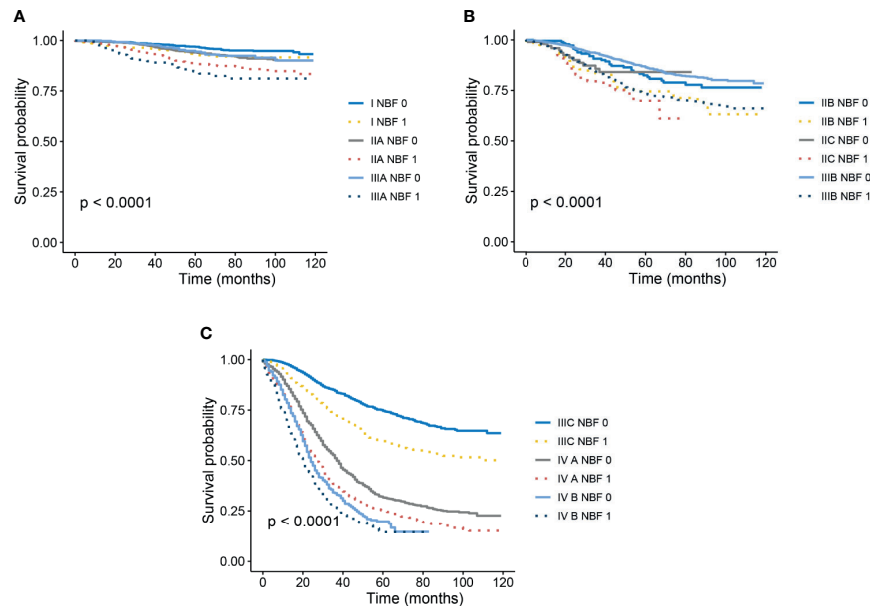 A
1.00
0.75
0.50
0.25
0.00
Survival probability
p < 0.0001
0 20 40 60 80 100 120
Time (months)
I NBF 0
I NBF 1
IIA NBF 0
IIA NBF 1
IIIA NBF 0
IIIA NBF 1
B
1.00
0.75
0.50
0.25
0.00
Survival probability
p < 0.0001
0 20 40 60 80 100 120
Time (months)
IIB NBF 0
IIB NBF 1
IIC NBF 0
IIC NBF 1
IIIB NBF 0
IIIB NBF 1
C
1.00
0.75
0.50
0.25
0.00
Survival probability
p < 0.0001
0 20 40 60 80 100 120
Time (months)
IIIC NBF 0
IIIC NBF 1
IV A NBF 0
IV A NBF 1
IV B NBF 0
IV B NBF 1